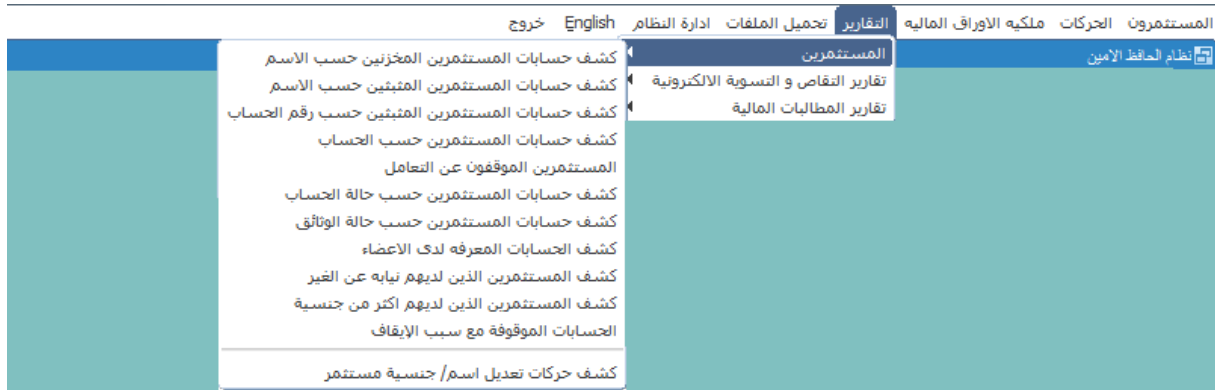 المستثمرون الحركات ملكيه الاوراق الماليه التقارير تحميل الملفات ادارة النظام English خروج
نظام الحافظ الامين
المستثمرين
تقارير التقاص و التسوية الالكترونية
تقارير المطالبات المالية
كشف حسابات المستثمرين المخزنين حسب الاسم
كشف حسابات المستثمرين المثبثين حسب الاسم
كشف حسابات المستثمرين المثبثين حسب رقم الحساب
كشف حسابات المستثمرين حسب الحساب
المستثمرين الموقفون عن التعامل
كشف حسابات المستثمرين حسب حالة الحساب
كشف حسابات المستثمرين حسب حالة الوثائق
كشف الحسابات المعرفه لدى الاعضاء
كشف المستثمرين الذين لديهم نيابه عن الغير
كشف المستثمرين الذين لديهم اكثر من جنسية
الحسابات الموقوفة مع سبب الإيقاف
كشف حركات تعديل اسم/ جنسية مستثمر